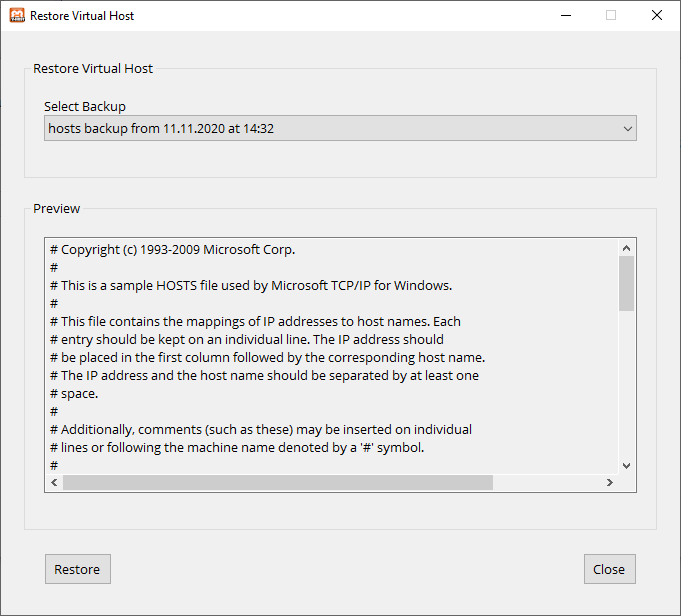 Restore Virtual Host
Restore Virtual Host
Select Backup
hosts backup from 11.11.2020 at 14:32
Preview
# Copyright (c) 1993-2009 Microsoft Corp.
#
# This is a sample HOSTS file used by Microsoft TCP/IP for Windows.
#
# This file contains the mappings of IP addresses to host names. Each
# entry should be kept on an individual line. The IP address should
# be placed in the first column followed by the corresponding host name.
# The IP address and the host name should be separated by at least one
# space.
#
# Additionally, comments (such as these) may be inserted on individual
# lines or following the machine name denoted by a '#' symbol.
#
Restore
Close